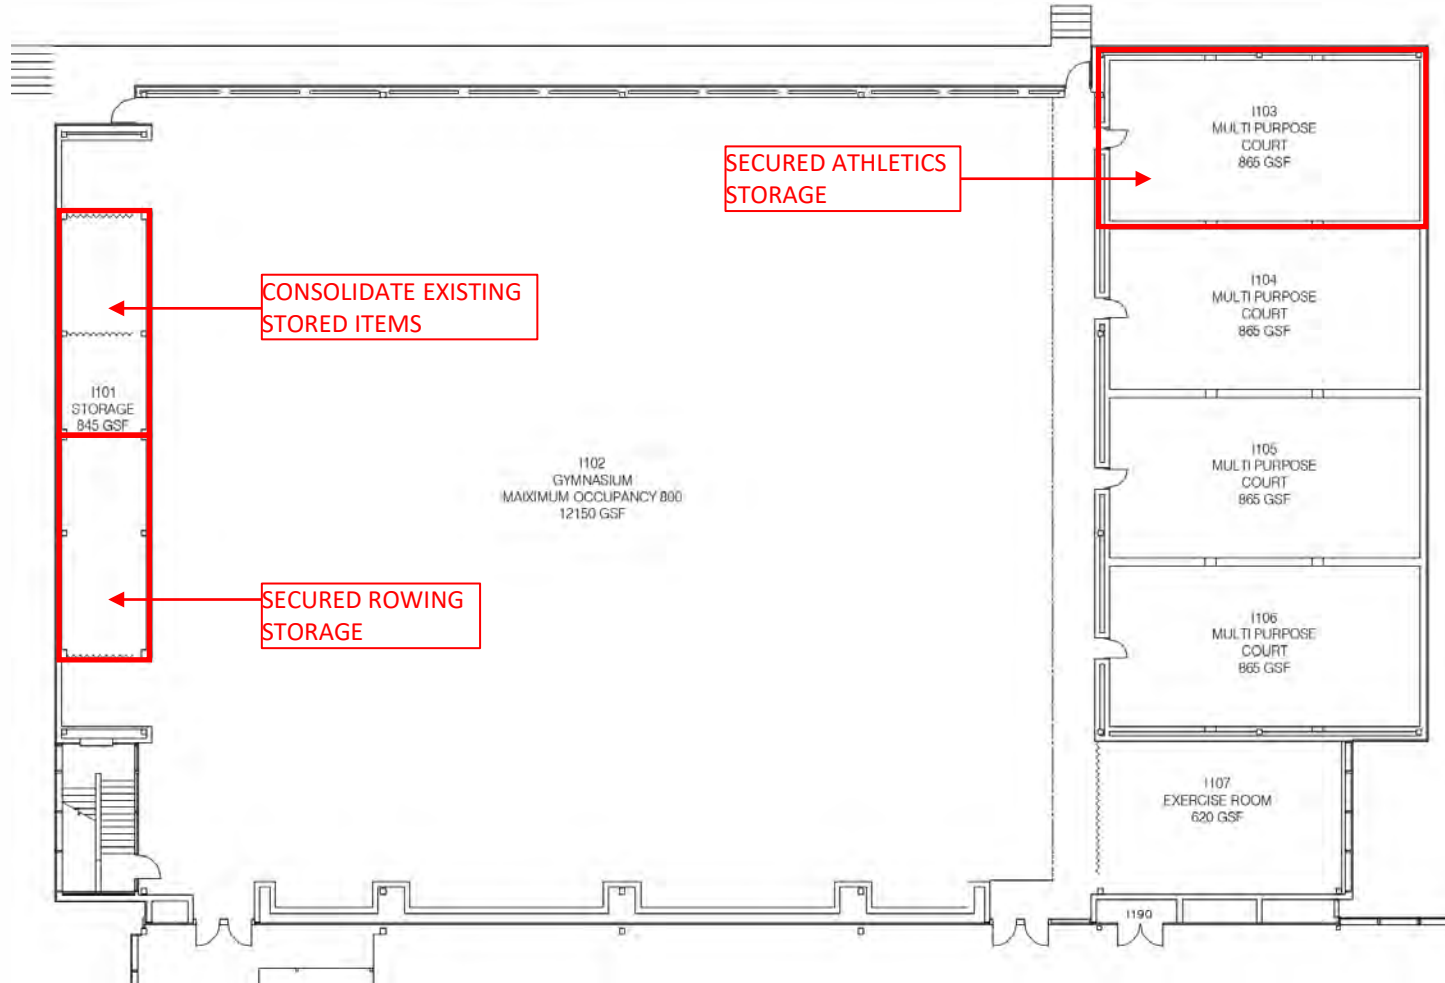 I103
MULTI PURPOSE
COURT
865 GSF
SECURED ATHLETICS
STORAGE
CONSOLIDATE EXISTING
STORED ITEMS
I104
MULTI PURPOSE
COURT
865 GSF
I101
STORAGE
845 GSF
I102
GYMNASIUM
MAIXIMUM OCCUPANCY 800
12150 GSF
I105
MULTI PURPOSE
COURT
865 GSF
SECURED ROWING
STORAGE
I106
MULTI PURPOSE
COURT
865 GSF
I107
EXERCISE ROOM
620 GSF
I190